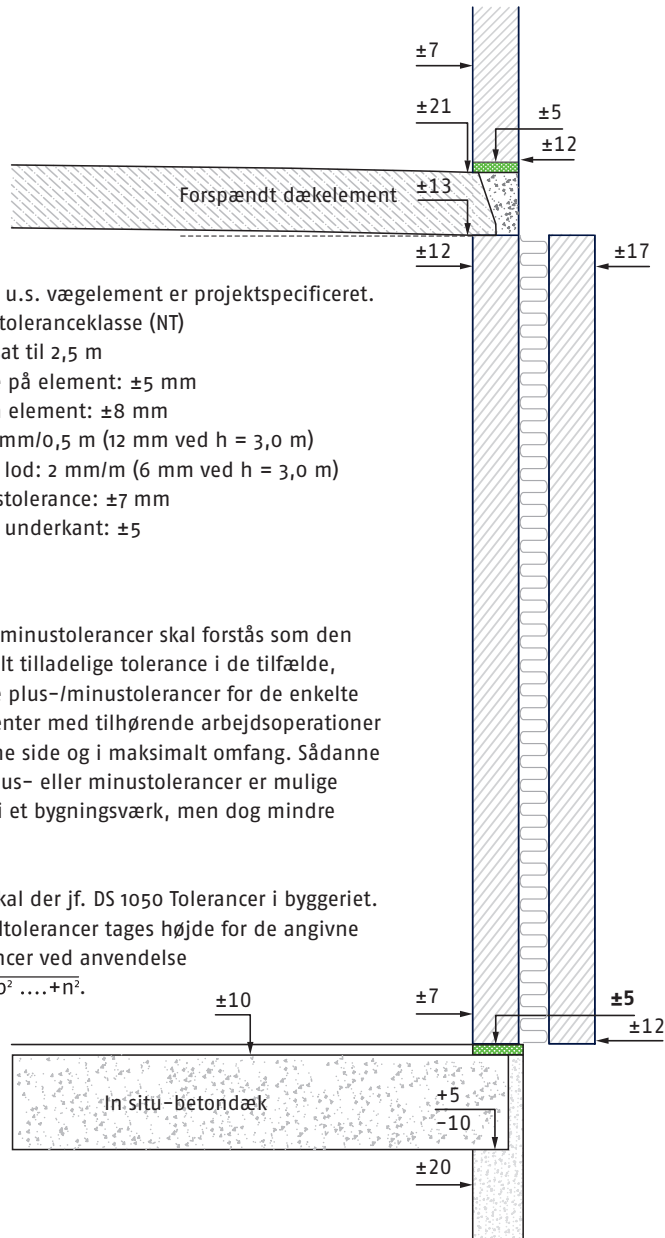 ±7
±21
±5
±12
Forspændt dækelement
±13
±12
±17
u.s. vægelement er projektspecificeret.
toleranceklasse (NT)
at til 2,5 m
på element: ±5 mm
element: ±8 mm
mm/0,5 m (12 mm ved h = 3,0 m)
lod: 2 mm/m (6 mm ved h = 3,0 m)
stolerance: ±7 mm
underkant: ±5
minustolerancer skal forstås som den
lt tilladelige tolerance i de tilfælde,
e plus-/minustolerancer for de enkelte
enter med tilhørende arbejdsoperationer
ne side og i maksimalt omfang. Sådanne
us- eller minustolerancer er mulige
i et bygningsværk, men dog mindre
kal der jf. DS 1050 Tolerancer i byggeriet.
ltolerancer tages højde for de angivne
ncer ved anvendelse
² ....+n².
±10
±7
±5
±12
In situ-betondæk
+5
-10
±20